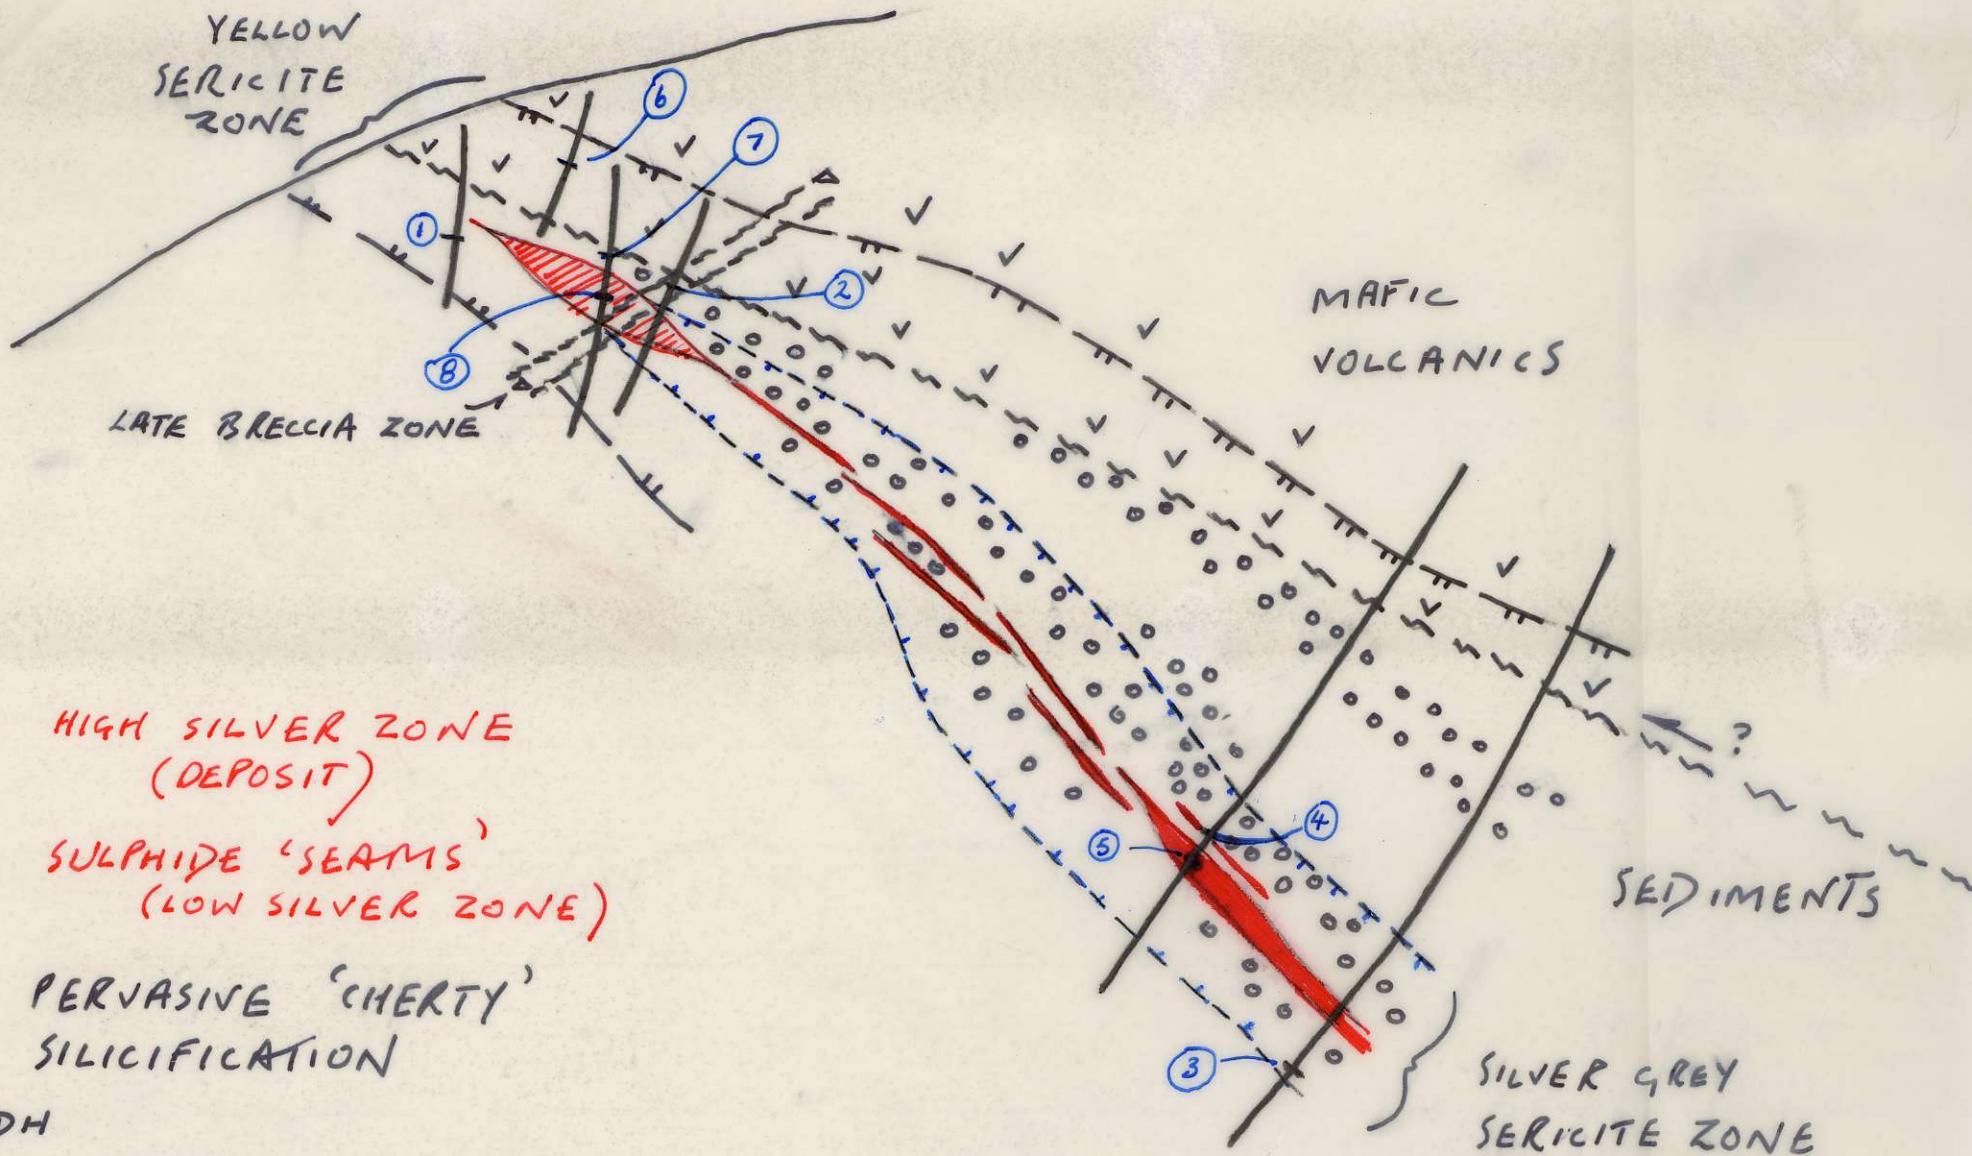 YELLOW
SERICITE
ZONE
6
7
1
2
8
LATE BRECCIA ZONE
MAFIC
VOLCANICS
HIGH SILVER ZONE
(DEPOSIT)
SULPHIDE 'SEAMS'
(LOW SILVER ZONE)
PERVASIVE 'CHERTY'
SILICIFICATION
DH
?
4
5
SEDIMENTS
3
SILVER GREY
SERICITE ZONE